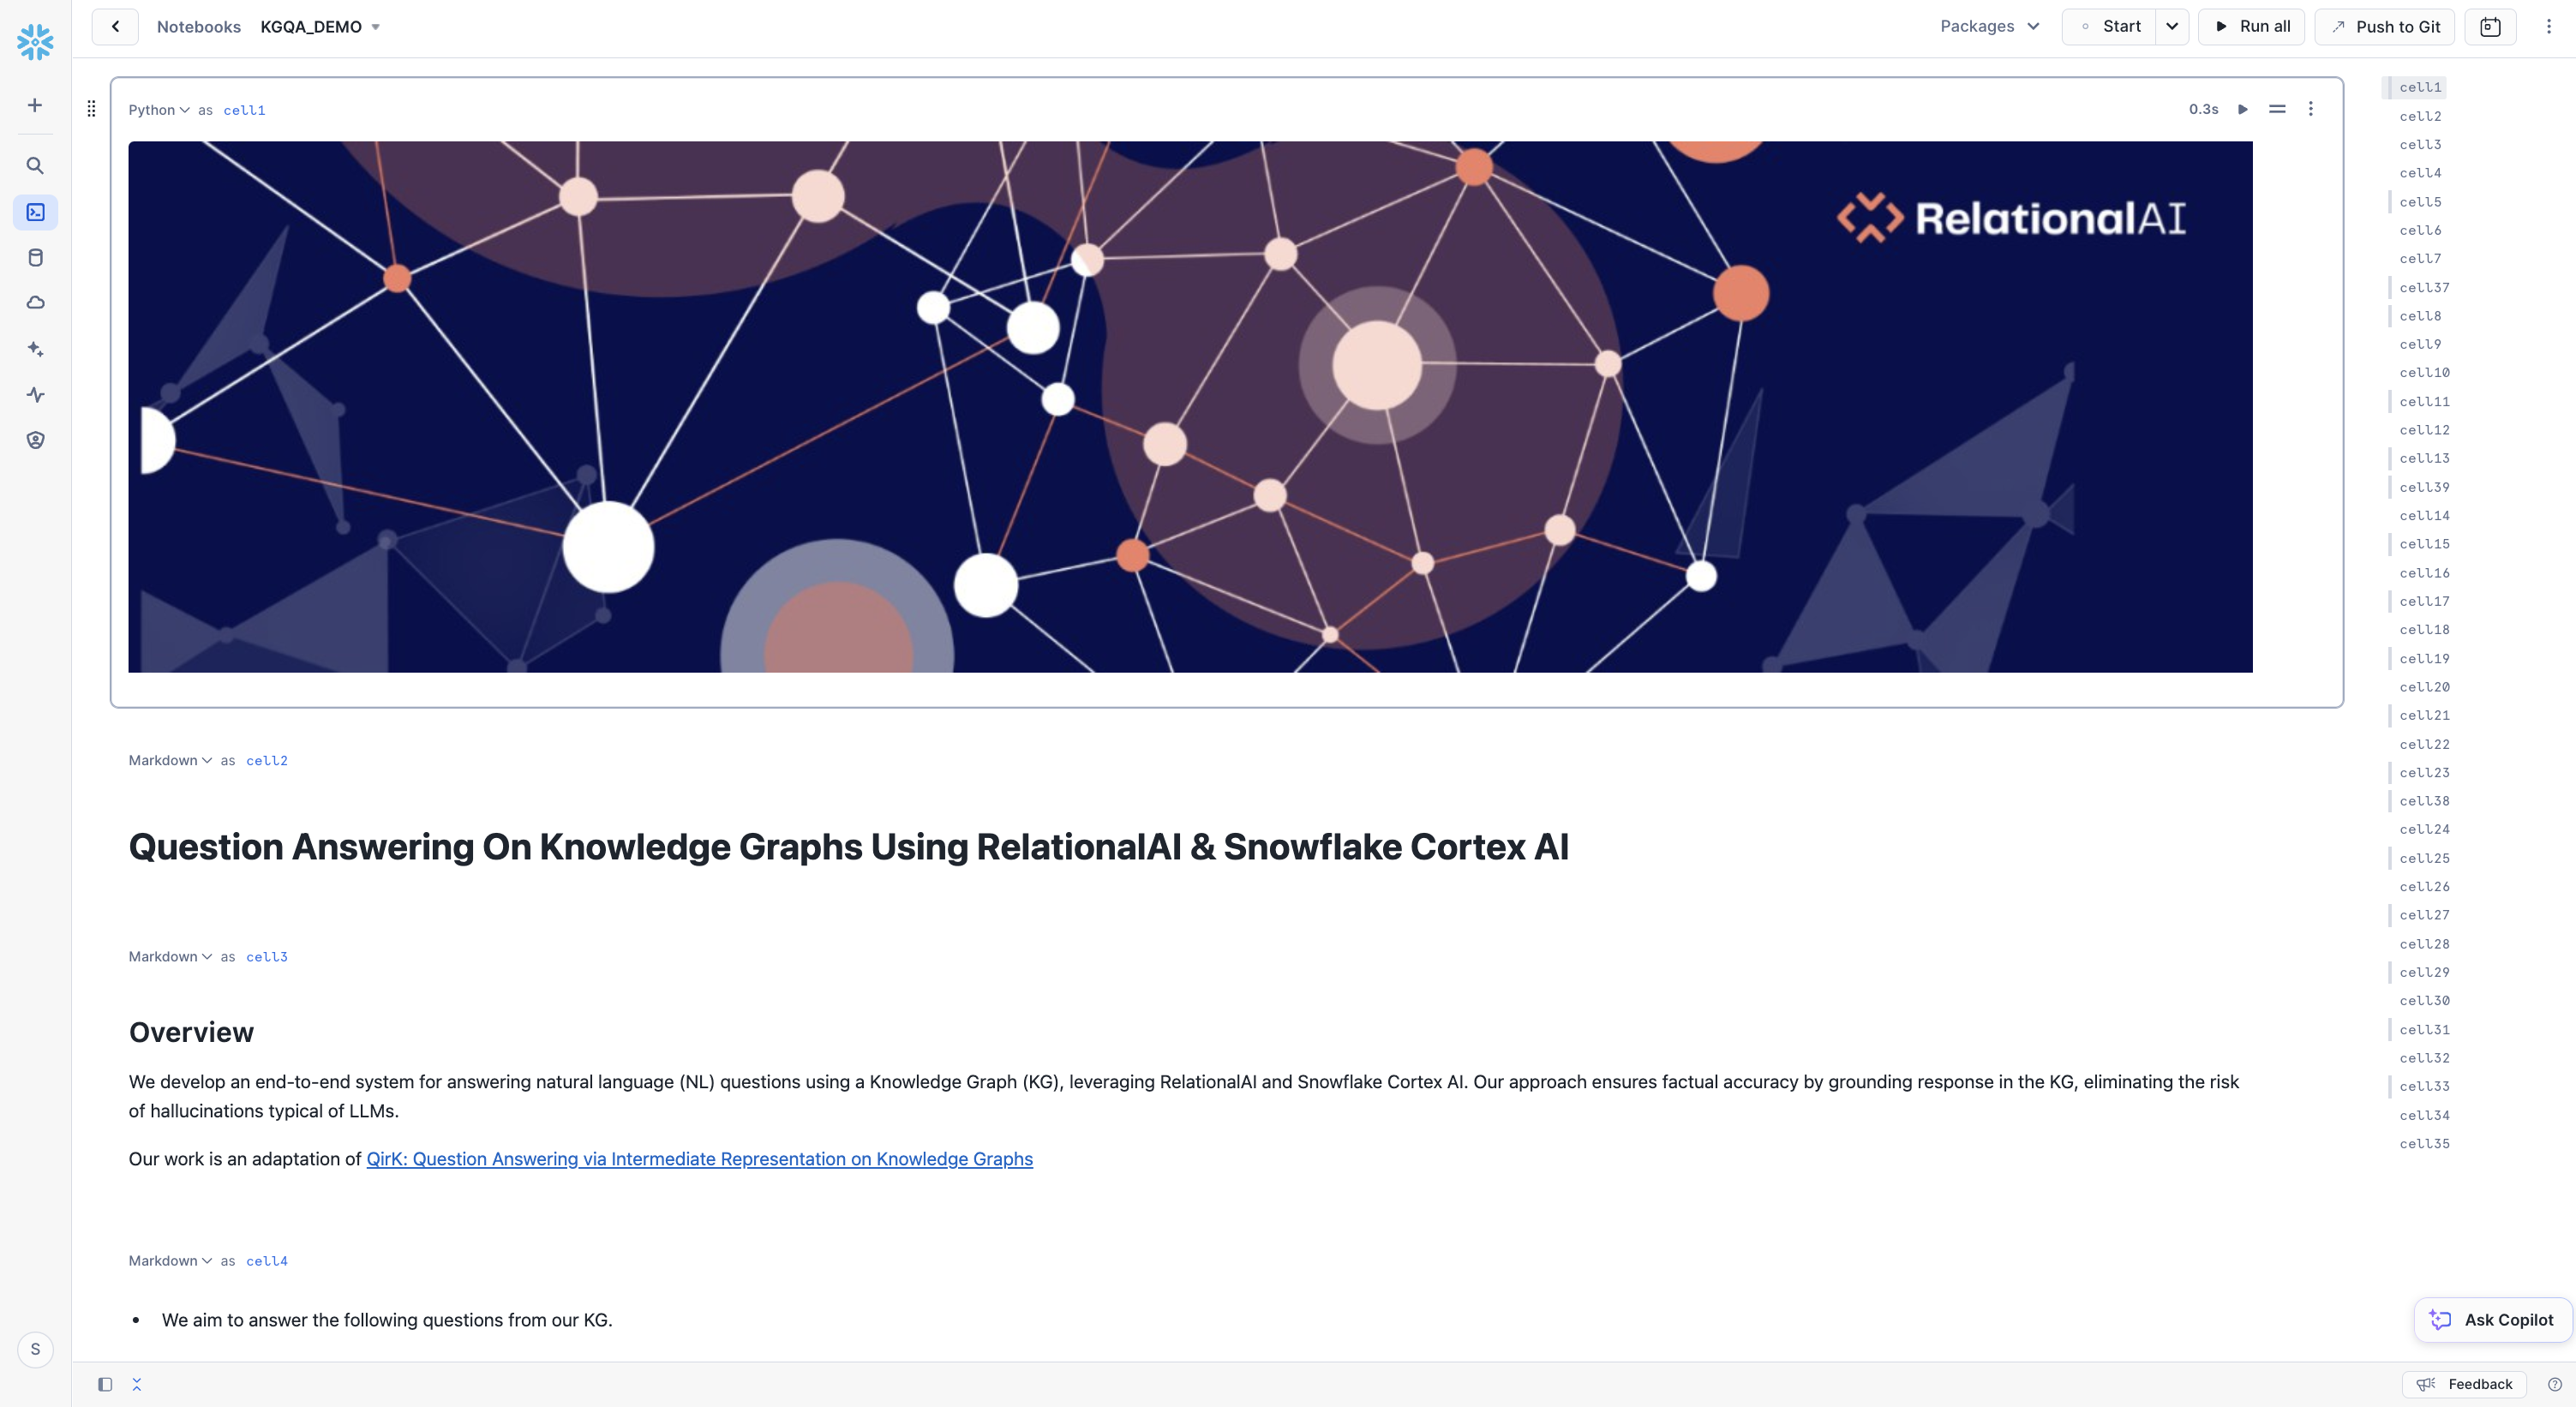 Notebooks KGQA_DEMO Packages Start Run all Push to Git
Python as cell1 0.3s
RelationalAI
Markdown as cell2
Question Answering On Knowledge Graphs Using RelationalAI & Snowflake Cortex AI
Markdown as cell3
Overview
We develop an end-to-end system for answering natural language (NL) questions using a Knowledge Graph (KG), leveraging RelationalAI and Snowflake Cortex AI. Our approach ensures factual accuracy by grounding response in the KG, eliminating the risk
of hallucinations typical of LLMs.
Our work is an adaptation of QirK: Question Answering via Intermediate Representation on Knowledge Graphs
Markdown as cell4
• We aim to answer the following questions from our KG.
cell1
cell2
cell3
cell4
cell5
cell6
cell7
cell37
cell8
cell9
cell10
cell11
cell12
cell13
cell39
cell14
cell15
cell16
cell17
cell18
cell19
cell20
cell21
cell22
cell23
cell38
cell24
cell25
cell26
cell27
cell28
cell29
cell30
cell31
cell32
cell33
cell34
cell35
Ask Copilot
S
Feedback